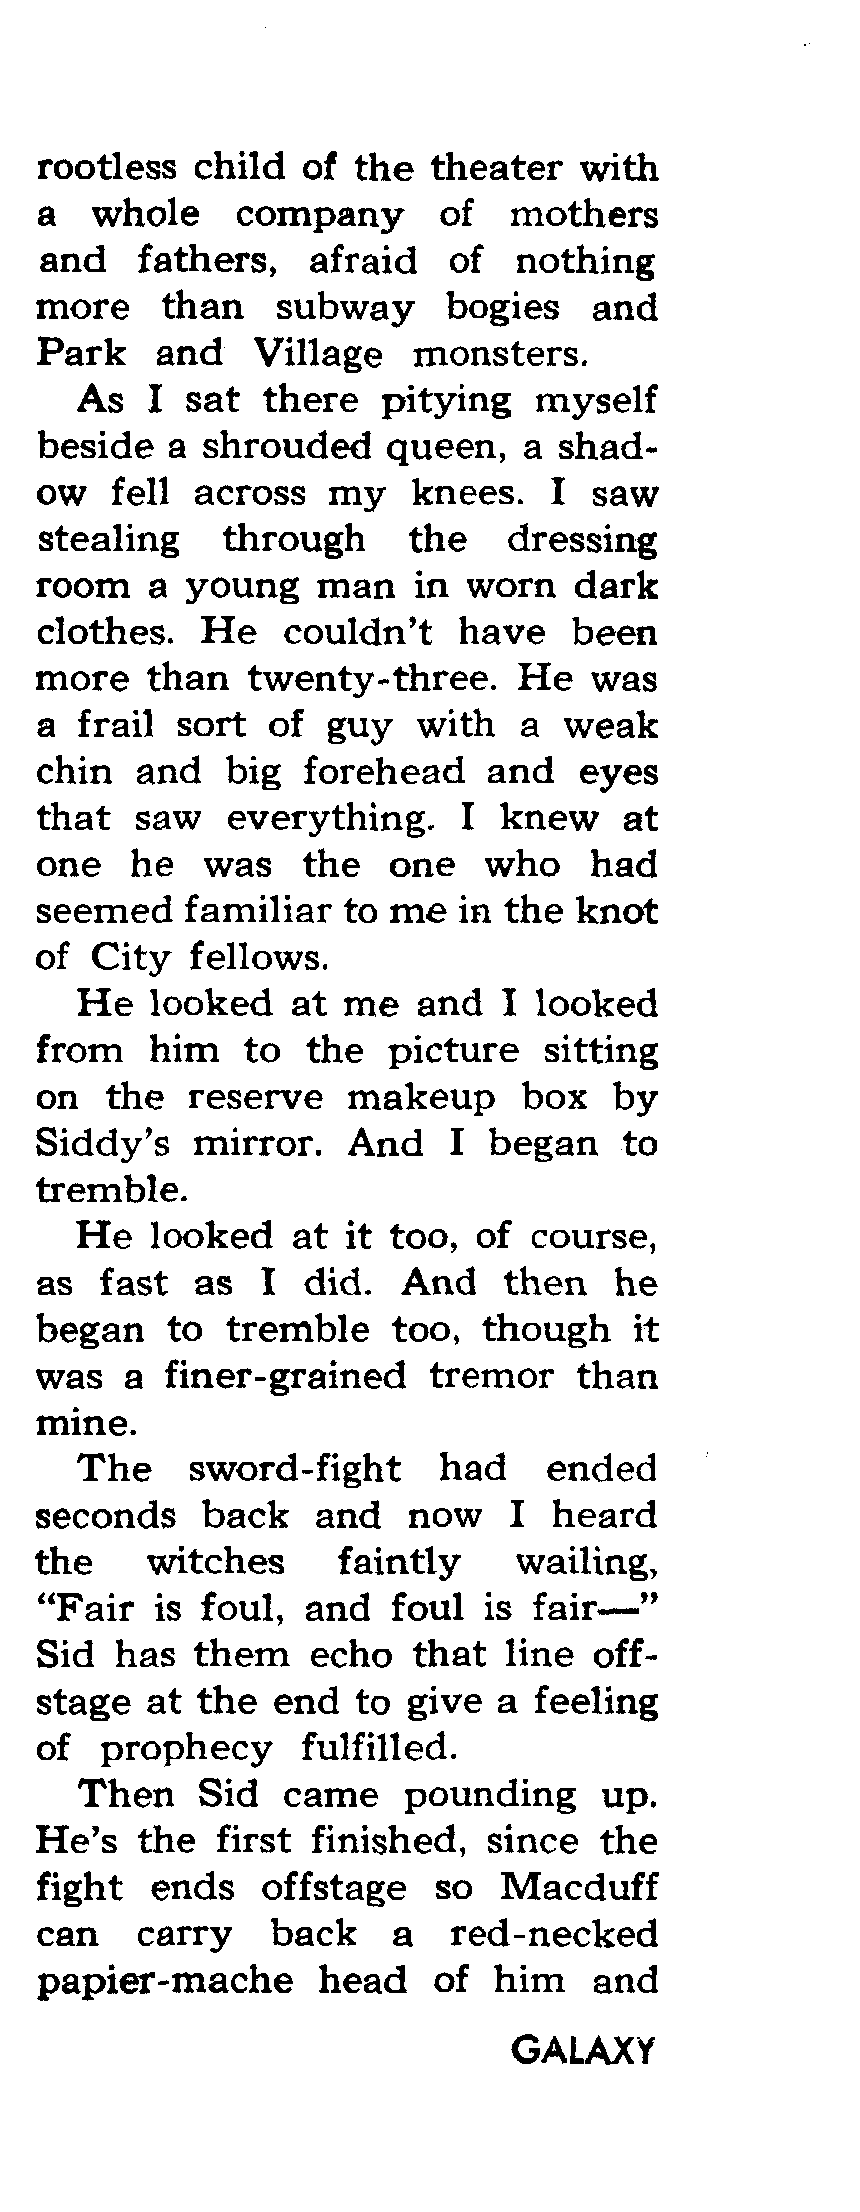 rootless child of the theater with
a whole company of mothers
and fathers, afraid of nothing
more than subway bogies and
Park and Village monsters.
As I sat there pitying myself
beside a shrouded queen, a shad-
ow fell across my knees. I saw
stealing through the dressing
room a young man in worn dark
clothes. He couldn't have been
more than twenty-three. He was
a frail sort of guy with a weak
chin and big forehead and eyes
that saw everything. I knew at
one he was the one who had
seemed familiar to me in the knot
of City fellows.
He looked at me and I looked
from him to the picture sitting
on the reserve makeup box by
Siddy's mirror. And I began to
tremble.
He looked at it too, of course,
as fast as I did. And then he
began to tremble too, though it
was a finer-grained tremor than
mine.
The sword-fight had ended
seconds back and now I heard
the witches faintly wailing,
“Fair is foul, and foul is fair—”
Sid has them echo that line off-
stage at the end to give a feeling
of prophecy fulfilled.
Then Sid came pounding up.
He's the first finished, since the
fight ends offstage so Macduff
can carry back a red-necked
papier-mache head of him and
GALAXY